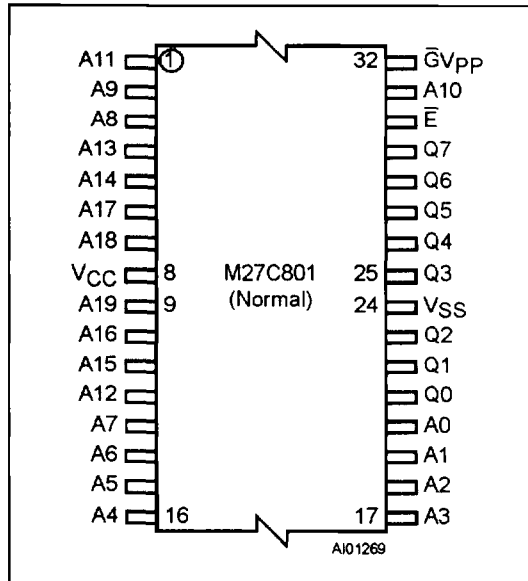 A11 1 32 G̅VPP
A9 A10
A8 E̅
A13 Q7
A14 Q6
A17 Q5
A18 Q4
VCC 8 M27C801 25 Q3
A19 9 (Normal) 24 VSS
A16 Q2
A15 Q1
A12 Q0
A7 A0
A6 A1
A5 A2
A4 16 17 A3
AI01269